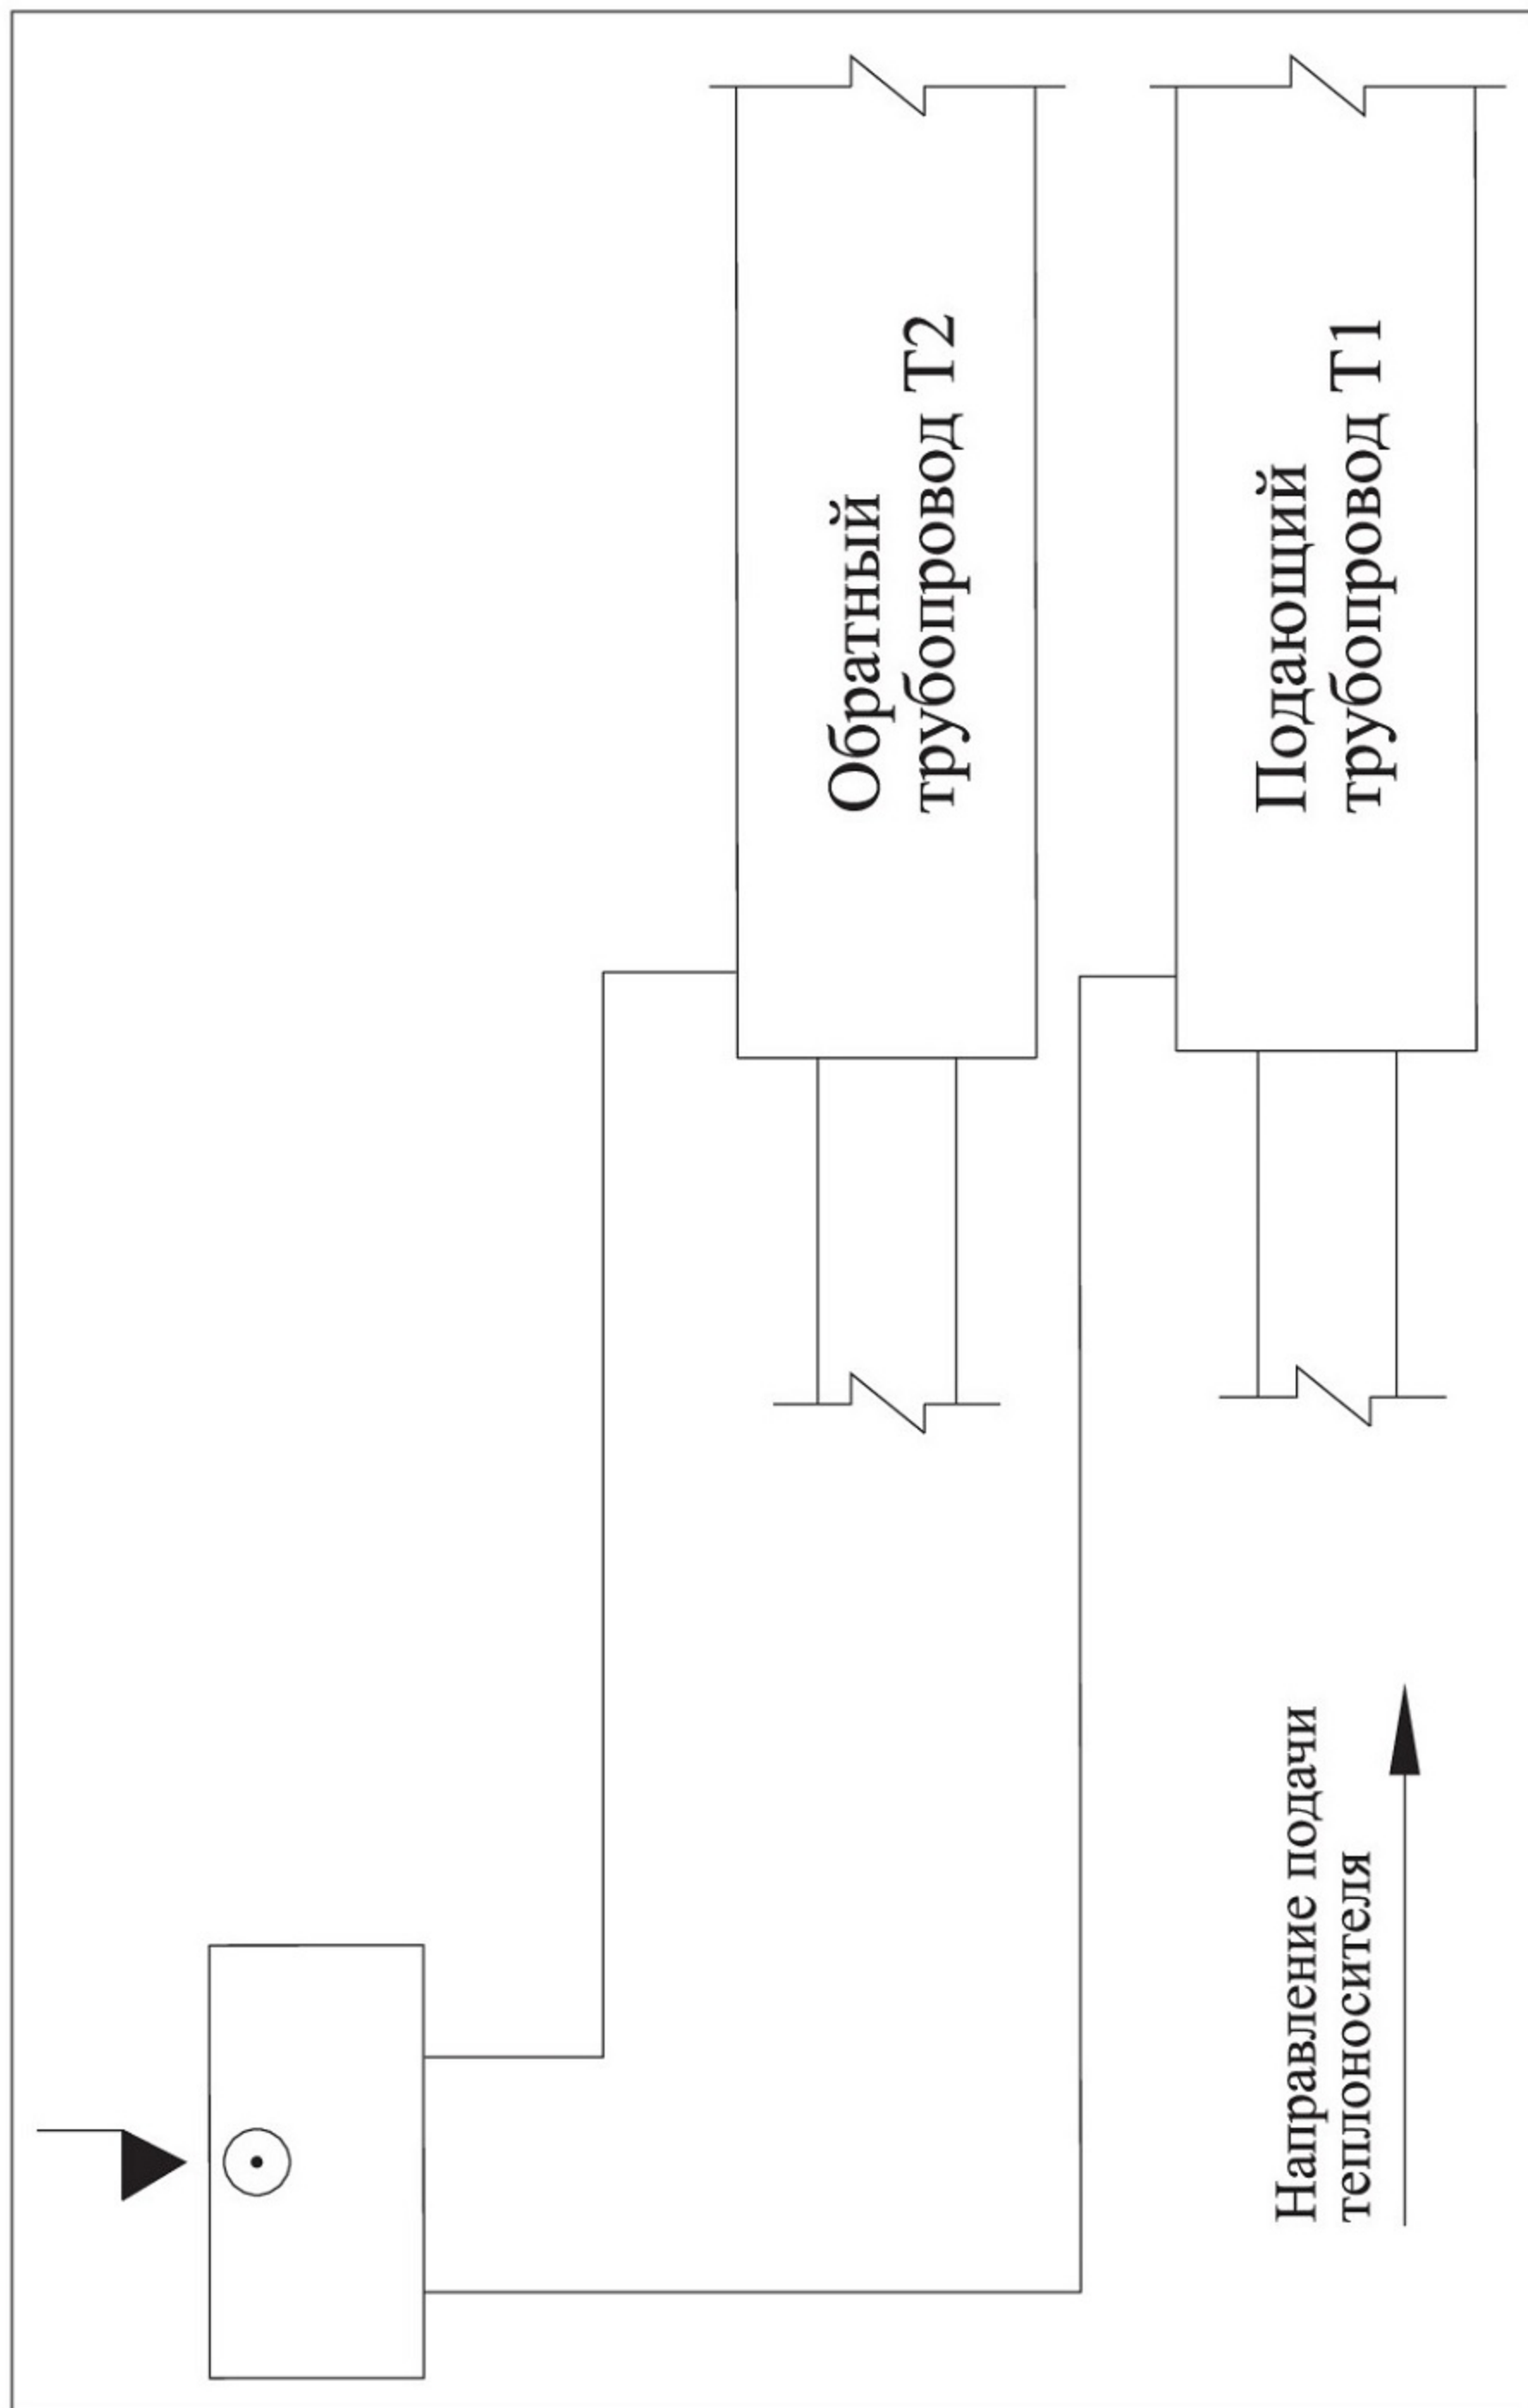 Обратный
трубопровод Т2
Подающий
трубопровод Т1
Направление подачи
теплоносителя